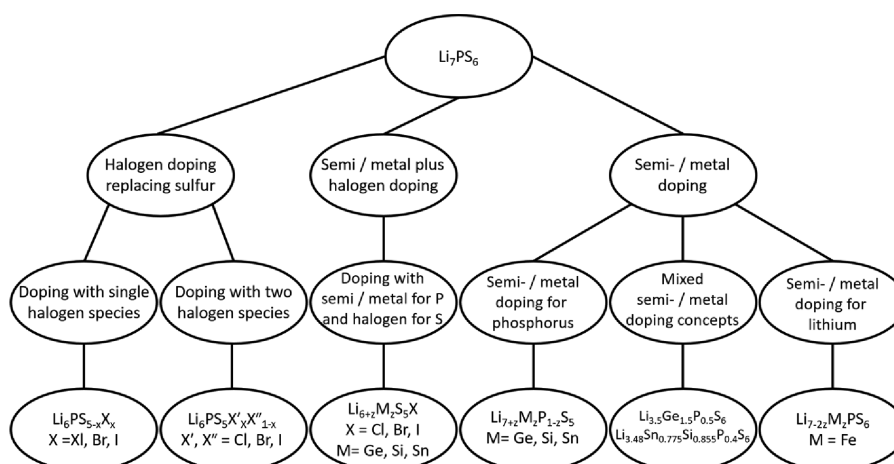 Li₇PS₆
Halogen doping
replacing sulfur
Semi / metal plus
halogen doping
Semi- / metal
doping
Doping with single
halogen species
Doping with two
halogen species
Doping with
semi / metal for P
and halogen for S
Semi- / metal
doping for
phosphorus
Mixed
semi- / metal
doping concepts
Semi- / metal
doping for
lithium
Li₆PS₅₋ₓXₓ
X =Xl, Br, I
Li₆PS₅X′ₓX″₁₋ₓ
X′, X″ = Cl, Br, I
Li₆₊zMzS₅X
X = Cl, Br, I
M= Ge, Si, Sn
Li₇₊zMzP₁₋zS₅
M= Ge, Si, Sn
Li₃.₅Ge₁.₅P₀.₅S₆
Li₃.₄₈Sn₀.₇₇₅Si₀.₈₅₅P₀.₄S₆
Li₇₋₂zMzPS₆
M = Fe